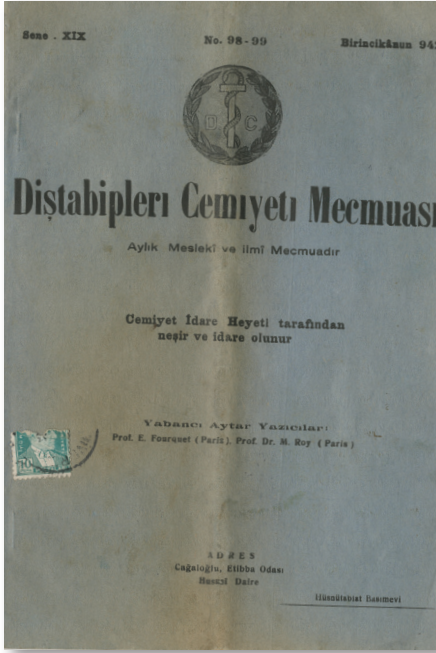 Sene . XIX No. 98-99 Birincikânun 94
D C
Diştabipleri Cemiyeti Mecmuası
Aylık Meslekî ve ilmî Mecmuadır
Cemiyet İdare Heyeti tarafından
neşir ve idare olunur
Yabancı Aytar Yazıcılar:
Prof. E. Fourquet (Paris), Prof. Dr. M. Roy (Paris)
10
ADRES
Cağaloğlu, Etibba Odası
Hususî Daire
Hüsnütabiat Basımevi